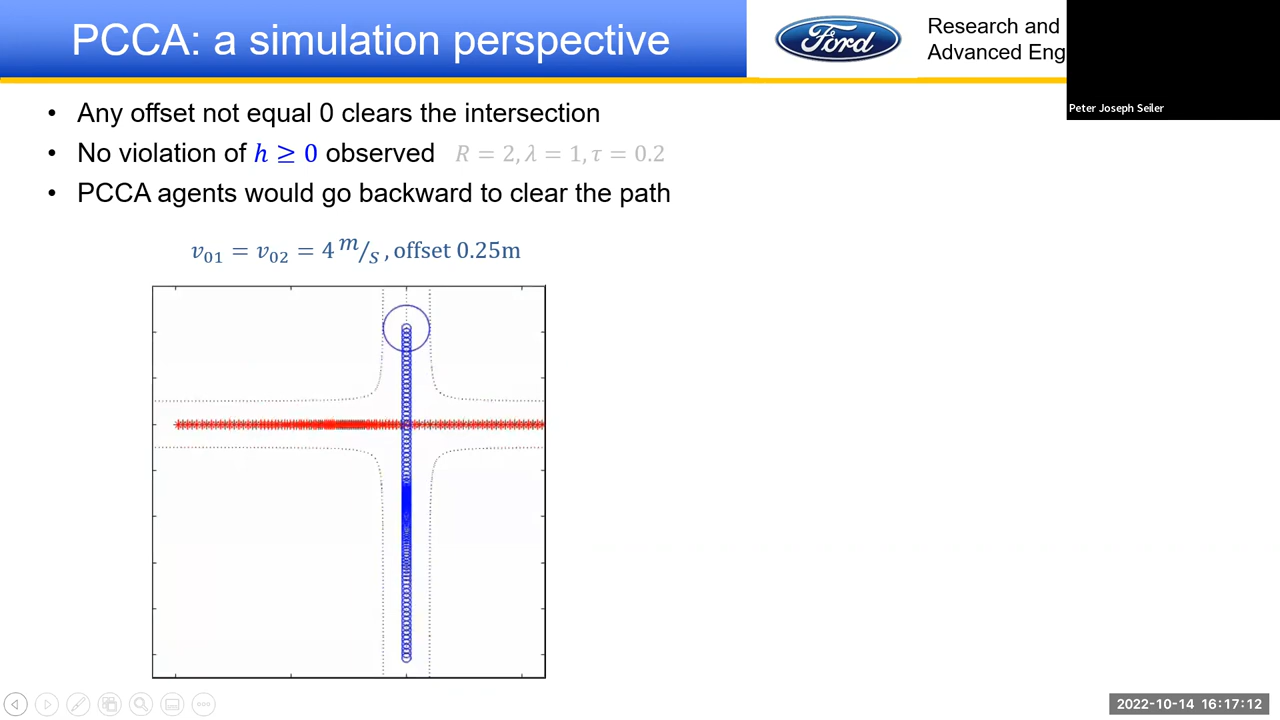 PCCA: a simulation perspective
Ford
Research and
Advanced Eng
Peter Joseph Seiler
• Any offset not equal 0 clears the intersection
• No violation of h ≥ 0 observed R = 2, λ = 1, τ = 0.2
• PCCA agents would go backward to clear the path
v₀₁ = v₀₂ = 4 m/s, offset 0.25m
2022-10-14 16:17:12